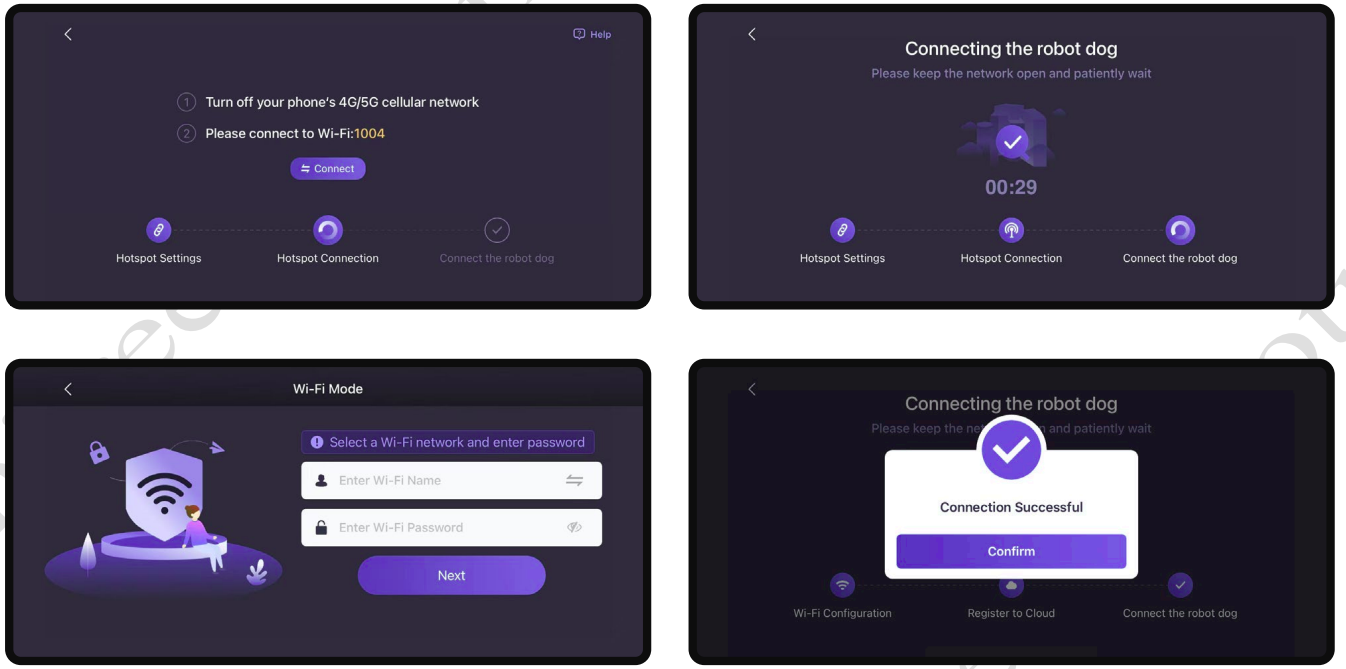 Help
1 Turn off your phone's 4G/5G cellular network
2 Please connect to Wi-Fi:1004
Connect
Hotspot Settings
Hotspot Connection
Connect the robot dog
Connecting the robot dog
Please keep the network open and patiently wait
00:29
Hotspot Settings
Hotspot Connection
Connect the robot dog
Wi-Fi Mode
Select a Wi-Fi network and enter password
Enter Wi-Fi Name
Enter Wi-Fi Password
Next
Connecting the robot dog
Please keep the and patiently wait
Connection Successful
Confirm
Wi-Fi Configuration
Register to Cloud
Connect the robot dog